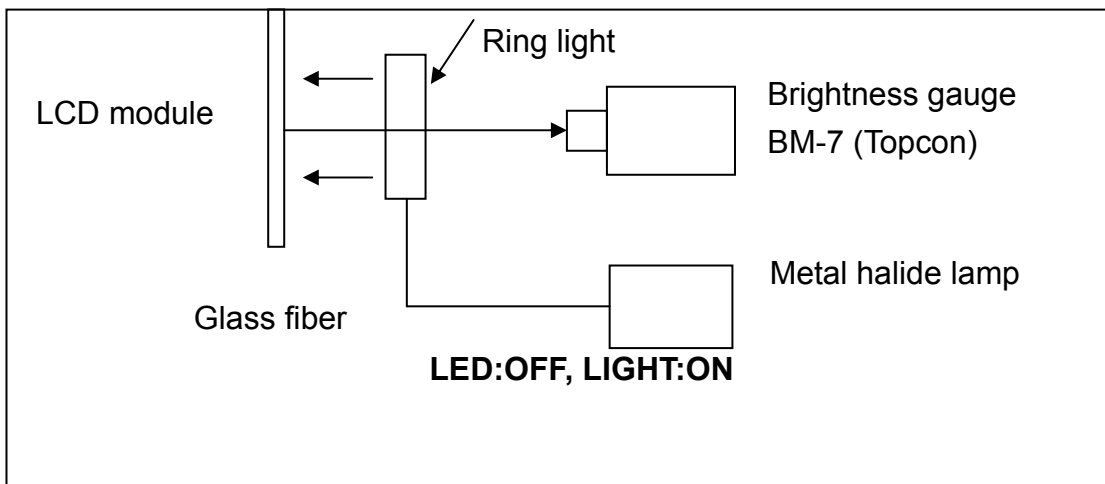 Ring light
LCD module
Brightness gauge
BM-7 (Topcon)
Metal halide lamp
Glass fiber
LED:OFF, LIGHT:ON